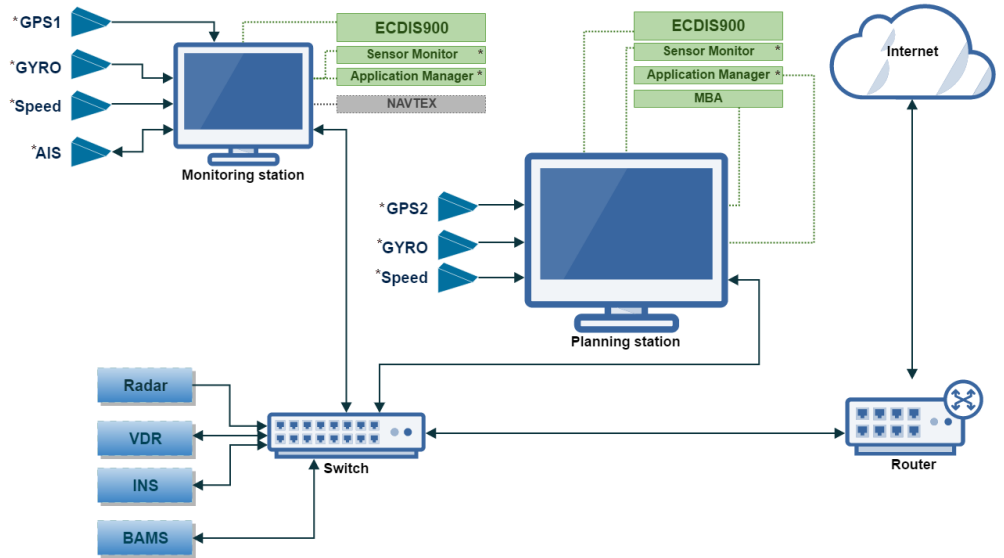 *GPS1
*GYRO
*Speed
*AIS
ECDIS900
Sensor Monitor *
Application Manager *
NAVTEX
Monitoring station
ECDIS900
Sensor Monitor *
Application Manager *
MBA
*GPS2
*GYRO
*Speed
Planning station
Internet
Radar
VDR
INS
BAMS
Switch
Router